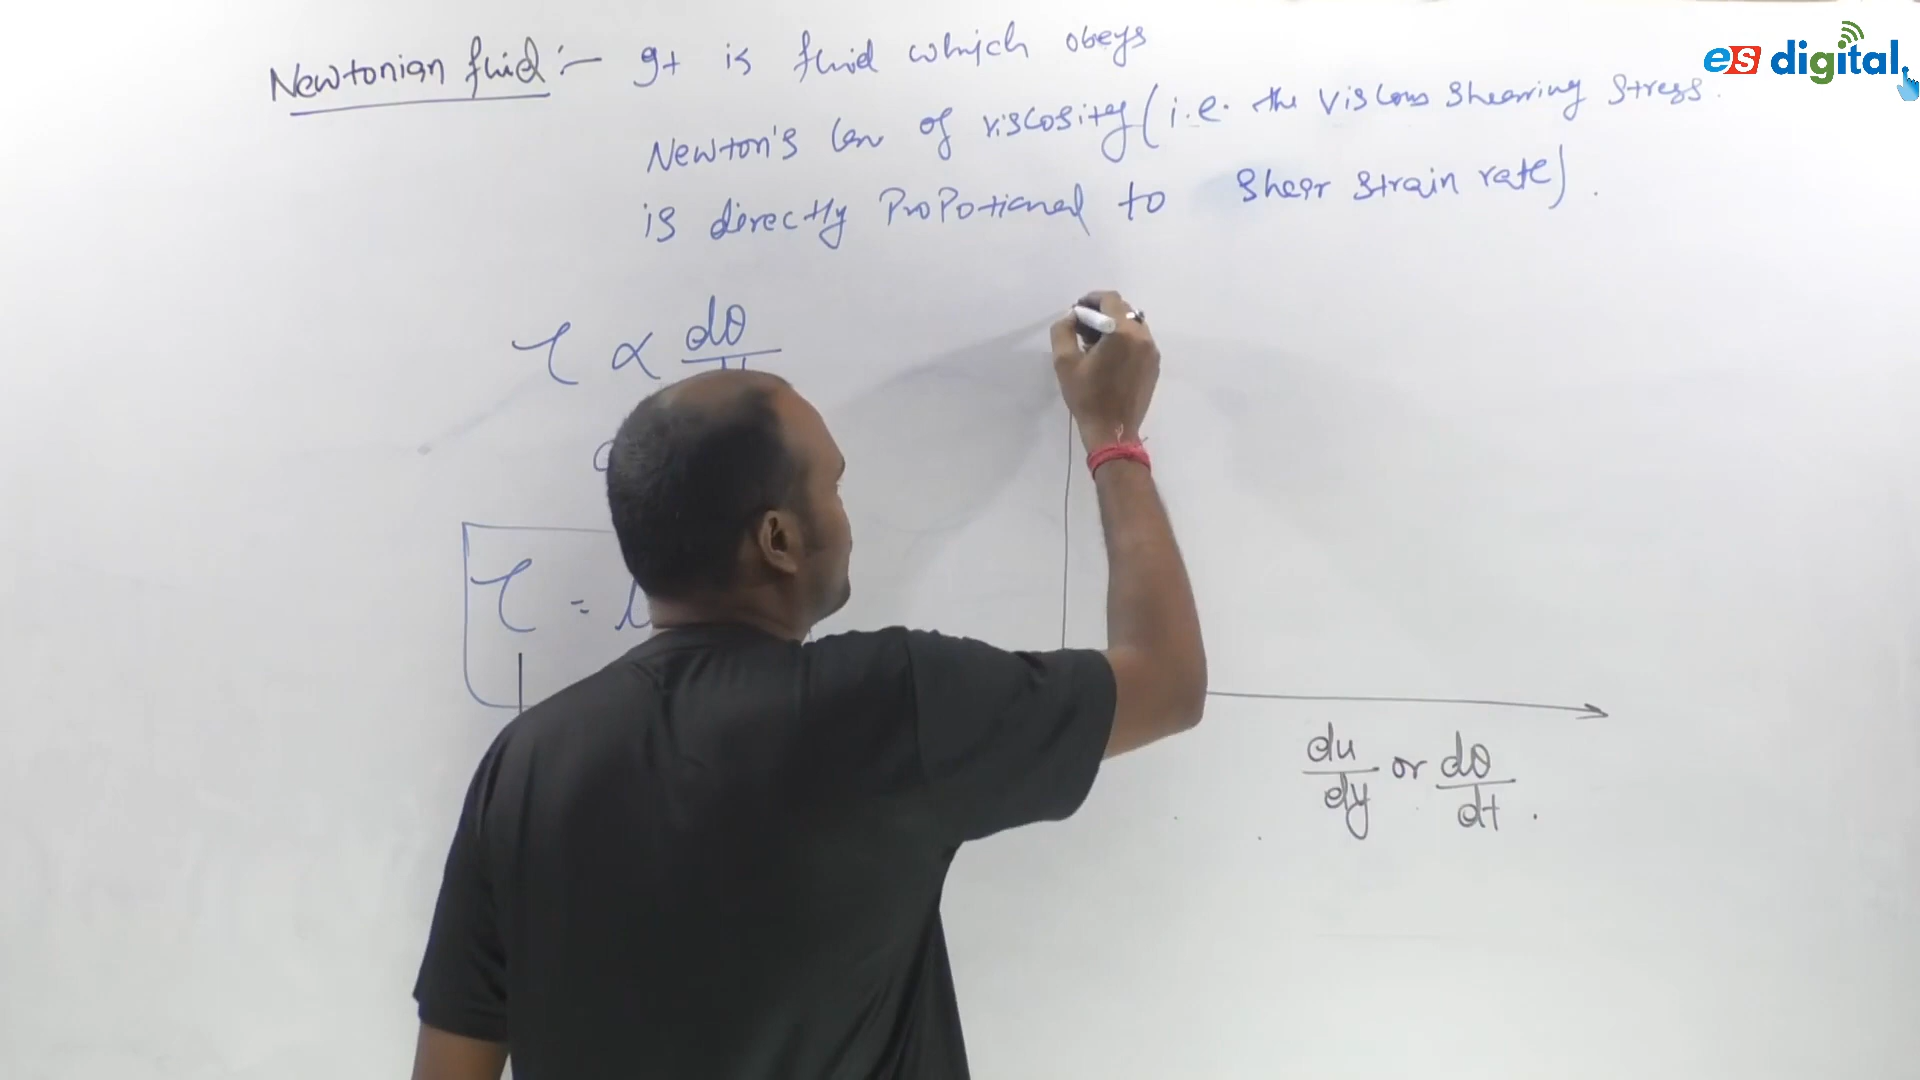 es digital.
Newtonian fluid :- It is fluid which obeys
Newton's law of viscosity (i.e. the viscous shearing stress.
is directly Propotional to shear strain rate).
τ ∝ dθ
τ =
du/dy or dθ/dt .